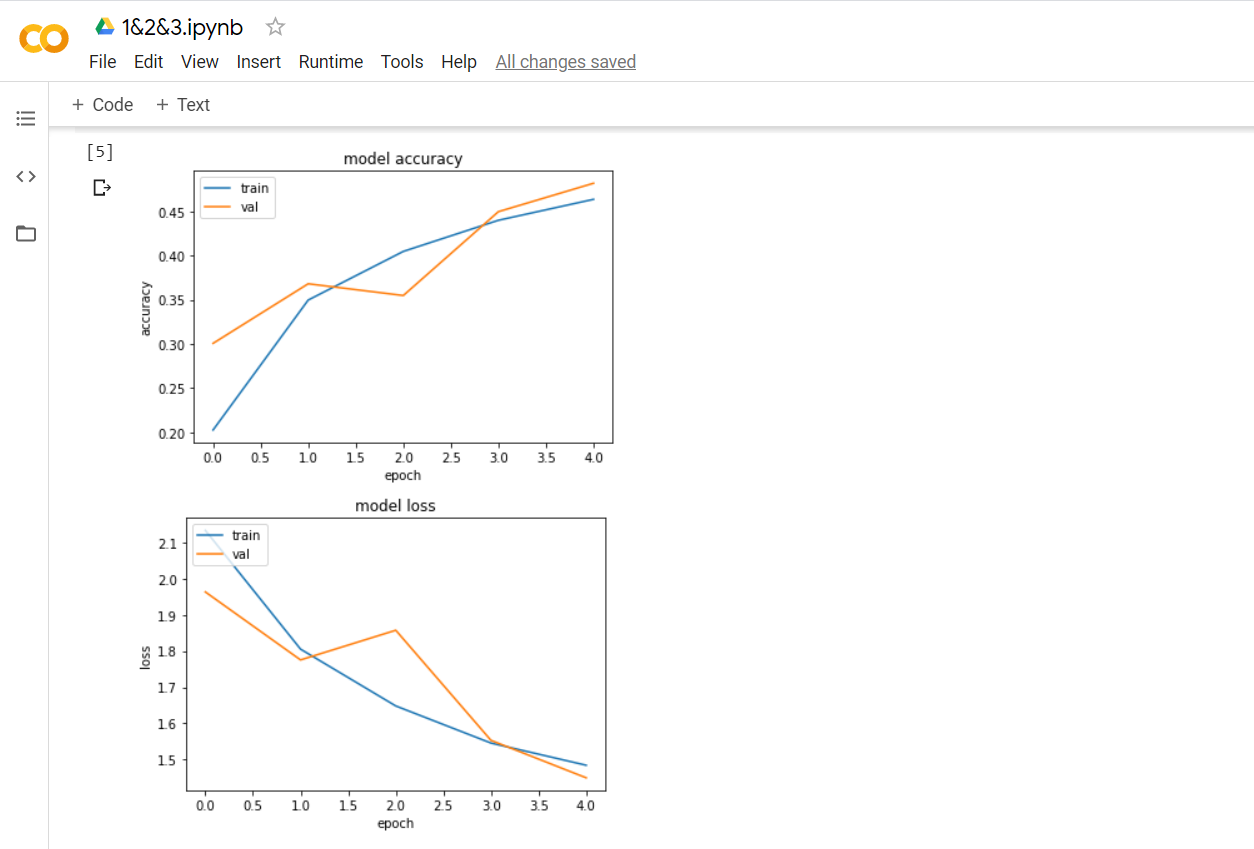 1&2&3.ipynb
File Edit View Insert Runtime Tools Help All changes saved
+ Code + Text
[5]
model accuracy
train
val
0.45
0.40
0.35
0.30
0.25
0.20
accuracy
0.0 0.5 1.0 1.5 2.0 2.5 3.0 3.5 4.0
epoch
model loss
train
val
2.1
2.0
1.9
1.8
1.7
1.6
1.5
loss
0.0 0.5 1.0 1.5 2.0 2.5 3.0 3.5 4.0
epoch